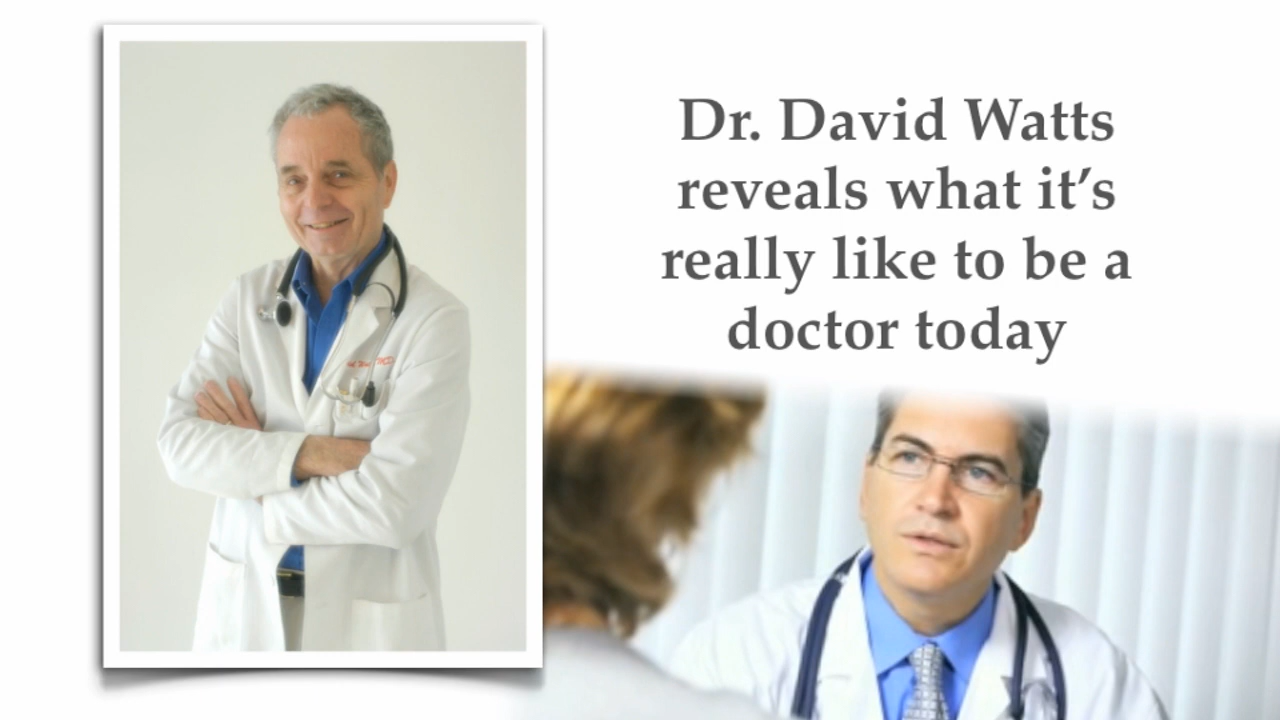 Dr. David Watts
reveals what it’s
really like to be a
doctor today